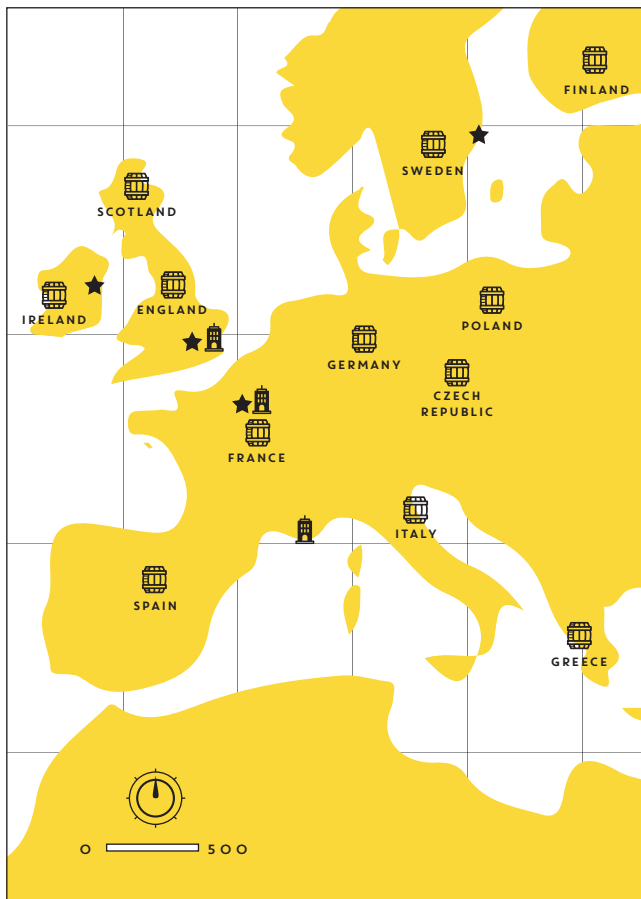 FINLAND
SWEDEN
SCOTLAND
ENGLAND
IRELAND
POLAND
GERMANY
CZECH
REPUBLIC
FRANCE
ITALY
SPAIN
GREECE
0 500